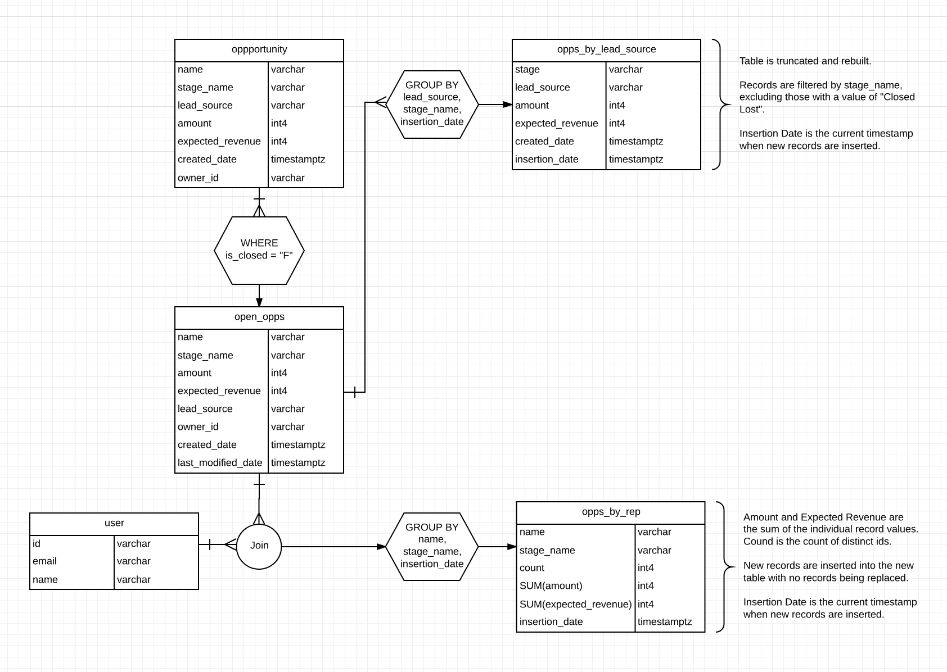 oppportunity
name varchar
stage_name varchar
lead_source varchar
amount int4
expected_revenue int4
created_date timestamptz
owner_id varchar
GROUP BY
lead_source,
stage_name,
insertion_date
opps_by_lead_source
stage varchar
lead_source varchar
amount int4
expected_revenue int4
created_date timestamptz
insertion_date timestamptz
Table is truncated and rebuilt.
Records are filtered by stage_name,
excluding those with a value of "Closed
Lost".
Insertion Date is the current timestamp
when new records are inserted.
WHERE
is_closed = "F"
open_opps
name varchar
stage_name varchar
amount int4
expected_revenue int4
lead_source varchar
owner_id varchar
created_date timestamptz
last_modified_date timestamptz
user
id varchar
email varchar
name varchar
Join
GROUP BY
name,
stage_name,
insertion_date
opps_by_rep
name varchar
stage_name varchar
count int4
SUM(amount) int4
SUM(expected_revenue) int4
insertion_date timestamptz
Amount and Expected Revenue are
the sum of the individual record values.
Cound is the count of distinct ids.
New records are inserted into the new
table with no records being replaced.
Insertion Date is the current timestamp
when new records are inserted.